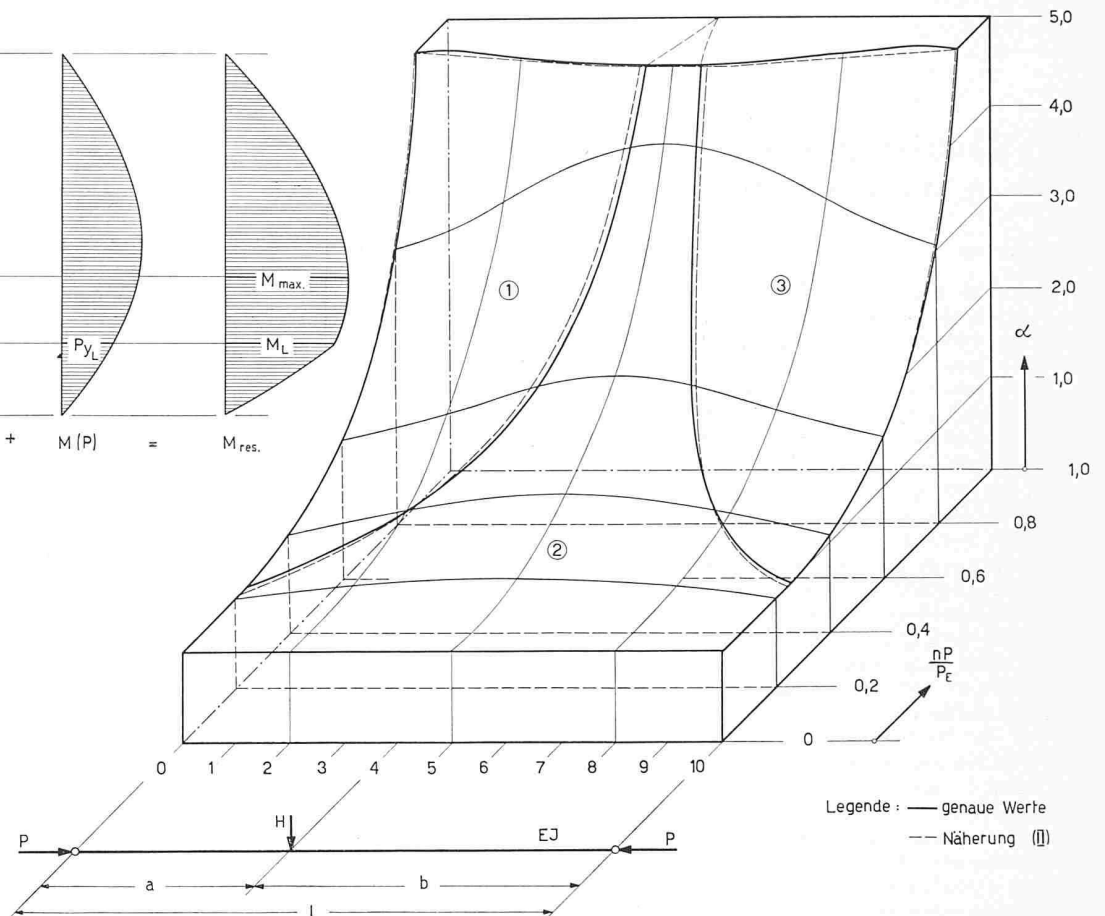 M max.
Py_L
M_L
+ M (P) = M res.
①
②
③
5,0
4,0
3,0
2,0
1,0
α
1,0
0,8
0,6
0,4
0,2
0
nP
P_E
0 1 2 3 4 5 6 7 8 9 10
H
EJ
P
P
a
b
l
Legende : genaue Werte
Näherung (II)